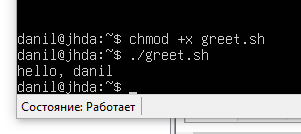 danil@jhda:~$ chmod +x greet.sh
danil@jhda:~$ ./greet.sh
hello, danil
danil@jhda:~$ _
Состояние: Работает